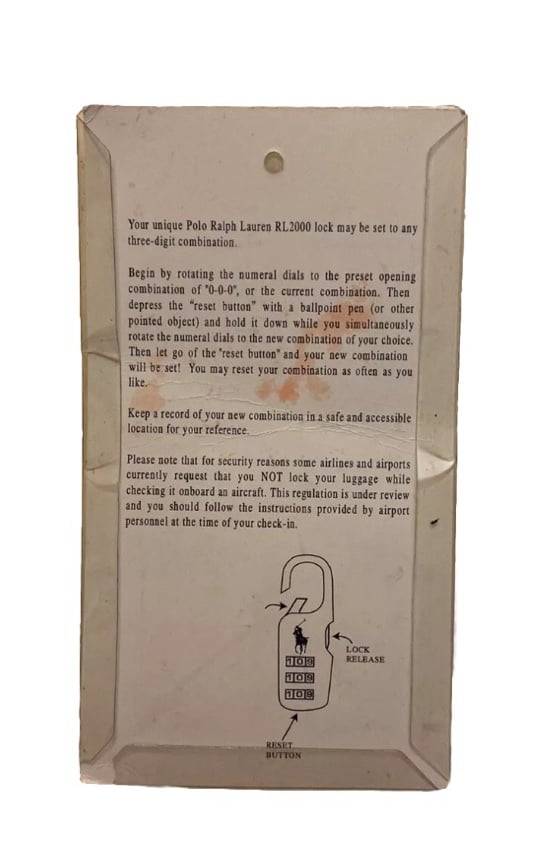 Your unique Polo Ralph Lauren RL2000 lock may be set to any
three-digit combination.
Begin by rotating the numeral dials to the preset opening
combination of "0-0-0", or the current combination. Then
depress the "reset button" with a ballpoint pen (or other
pointed object) and hold it down while you simultaneously
rotate the numeral dials to the new combination of your choice.
Then let go of the "reset button" and your new combination
will be set! You may reset your combination as often as you
like.
Keep a record of your new combination in a safe and accessible
location for your reference.
Please note that for security reasons some airlines and airports
currently request that you NOT lock your luggage while
checking it onboard an aircraft. This regulation is under review
and you should follow the instructions provided by airport
personnel at the time of your check-in.
LOCK
RELEASE
109
109
109
RESET
BUTTON